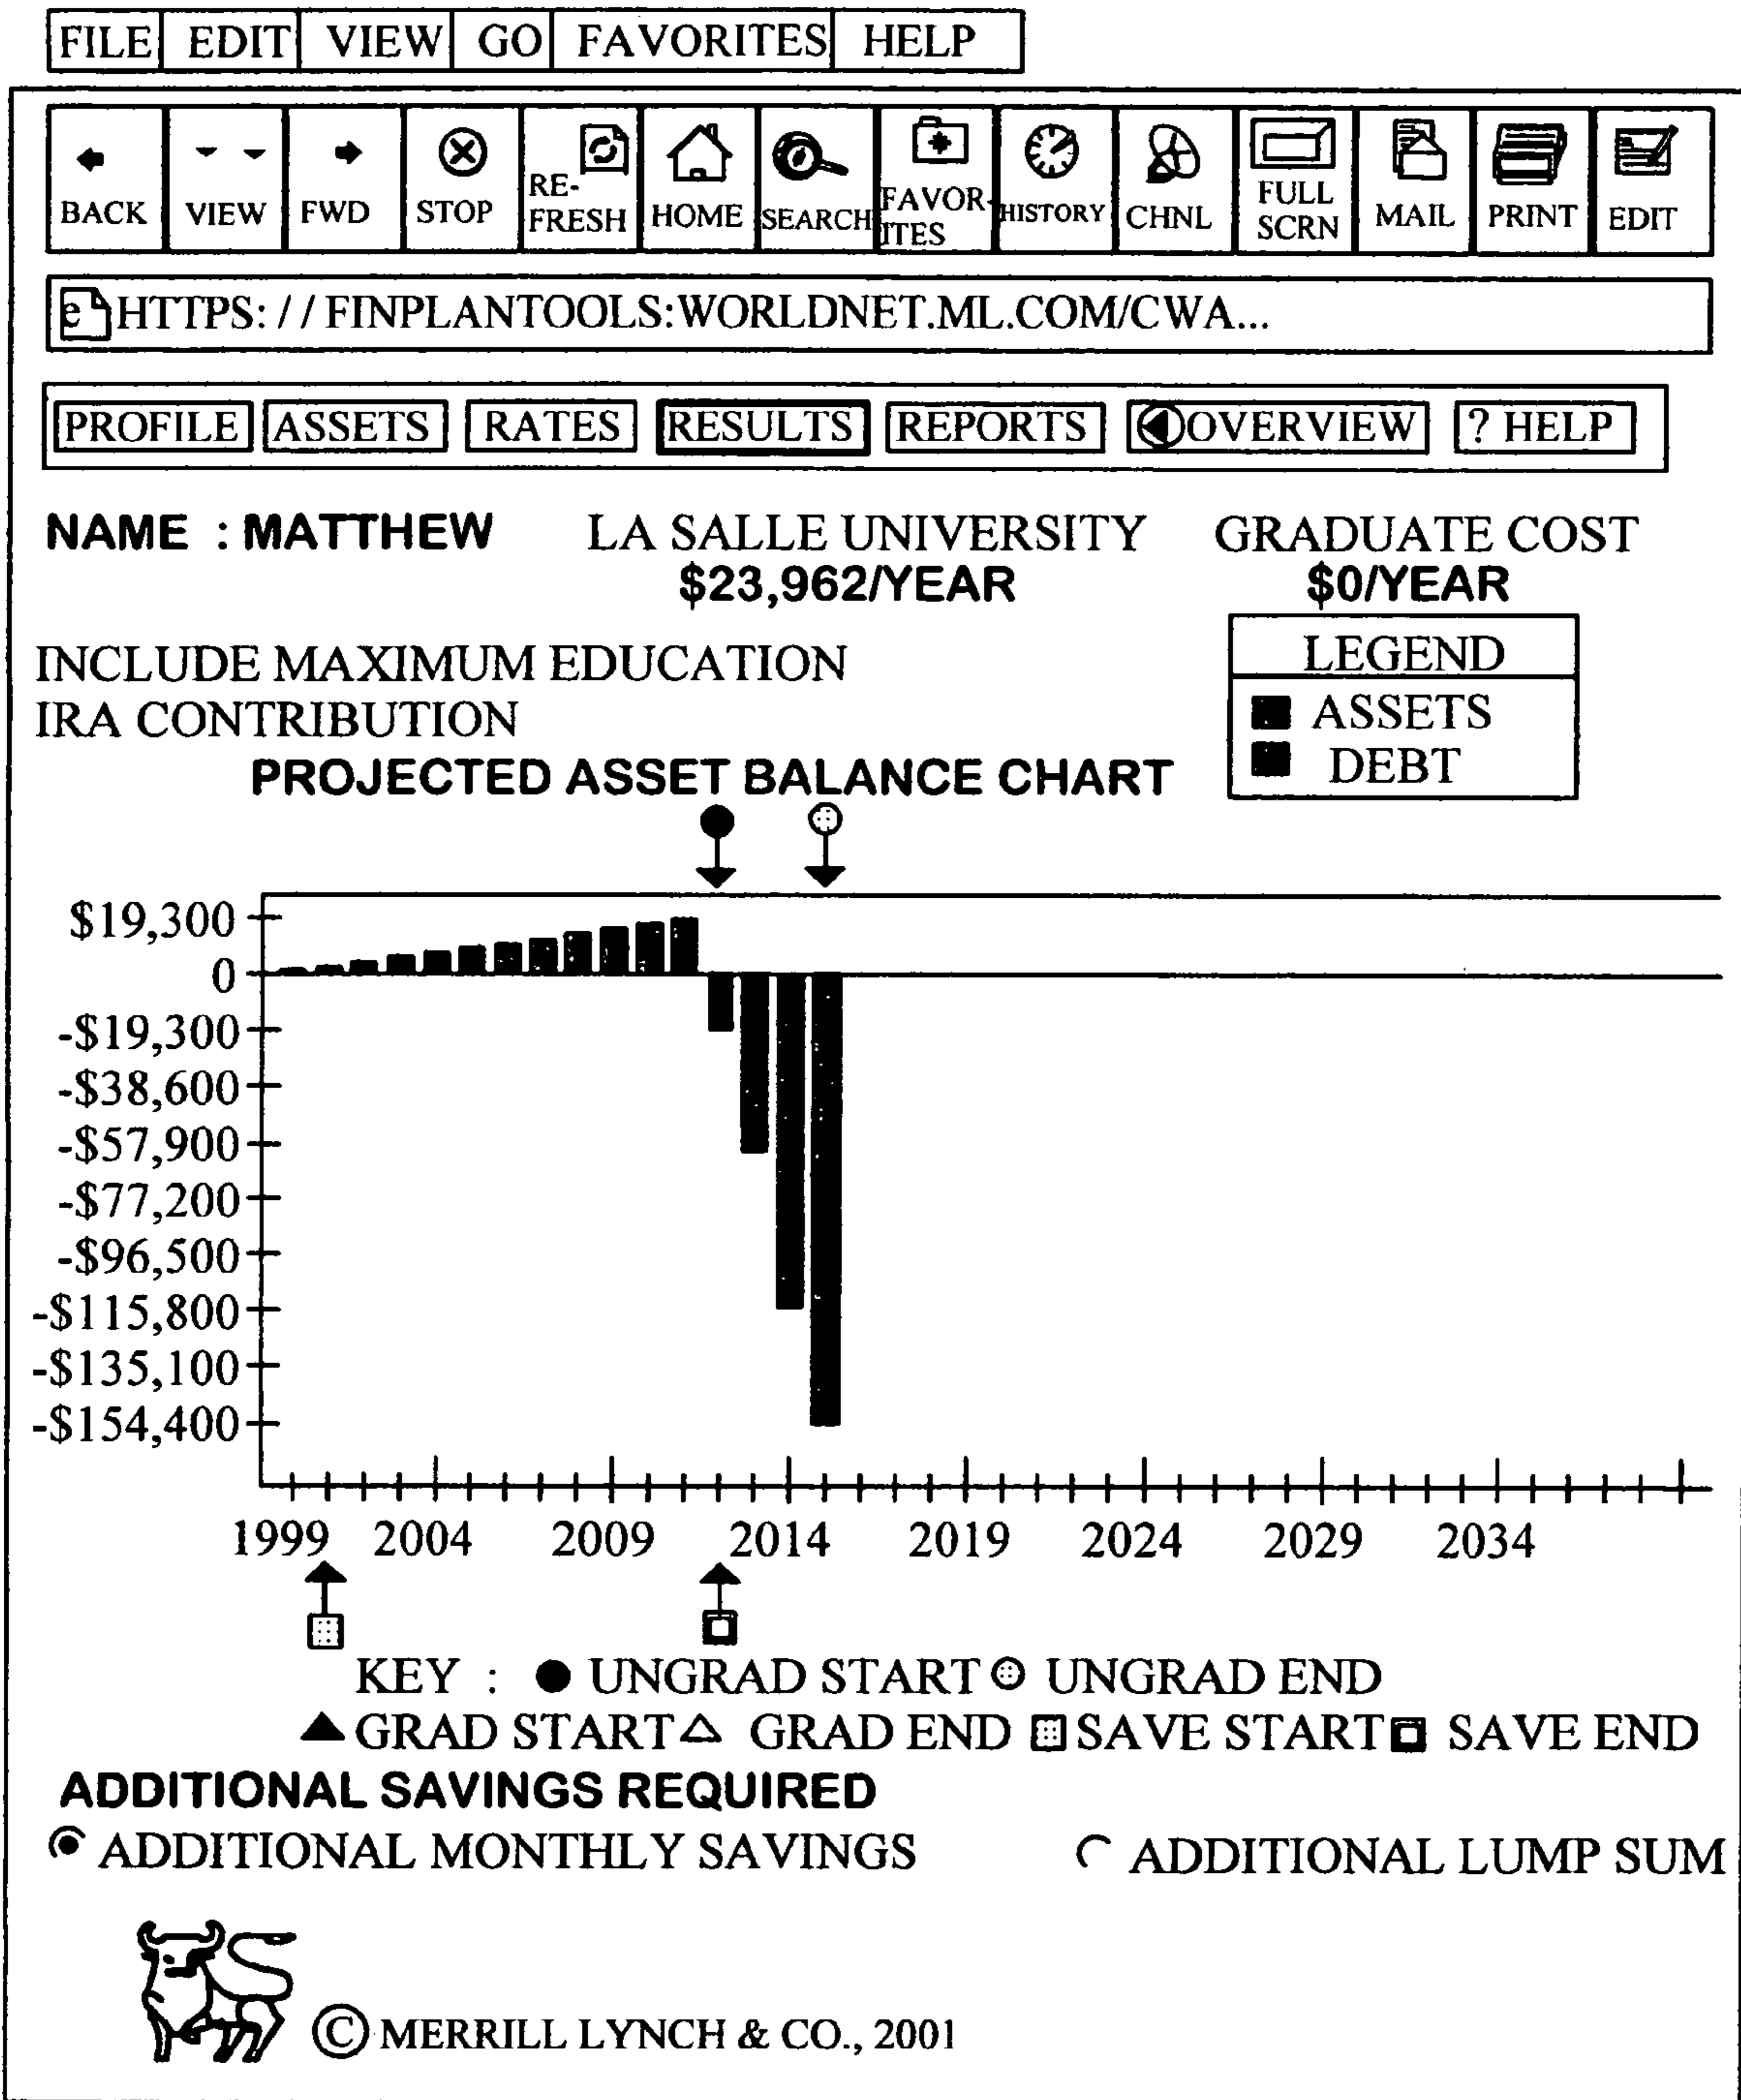 FILE EDIT VIEW GO FAVORITES HELP
BACK VIEW FWD STOP RE-FRESH HOME SEARCH FAVOR-ITES HISTORY CHNL FULL SCRN MAIL PRINT EDIT
e HTTPS: // FINPLANTOOLS:WORLDNET.ML.COM/CWA...
PROFILE ASSETS RATES RESULTS REPORTS OVERVIEW ? HELP
NAME : MATTHEW LA SALLE UNIVERSITY GRADUATE COST
$23,962/YEAR $0/YEAR
INCLUDE MAXIMUM EDUCATION
IRA CONTRIBUTION
LEGEND
ASSETS
DEBT
PROJECTED ASSET BALANCE CHART
$19,300
0
-$19,300
-$38,600
-$57,900
-$77,200
-$96,500
-$115,800
-$135,100
-$154,400
1999 2004 2009 2014 2019 2024 2029 2034
KEY : UNGRAD START UNGRAD END
GRAD START GRAD END SAVE START SAVE END
ADDITIONAL SAVINGS REQUIRED
ADDITIONAL MONTHLY SAVINGS ADDITIONAL LUMP SUM
© MERRILL LYNCH & CO., 2001